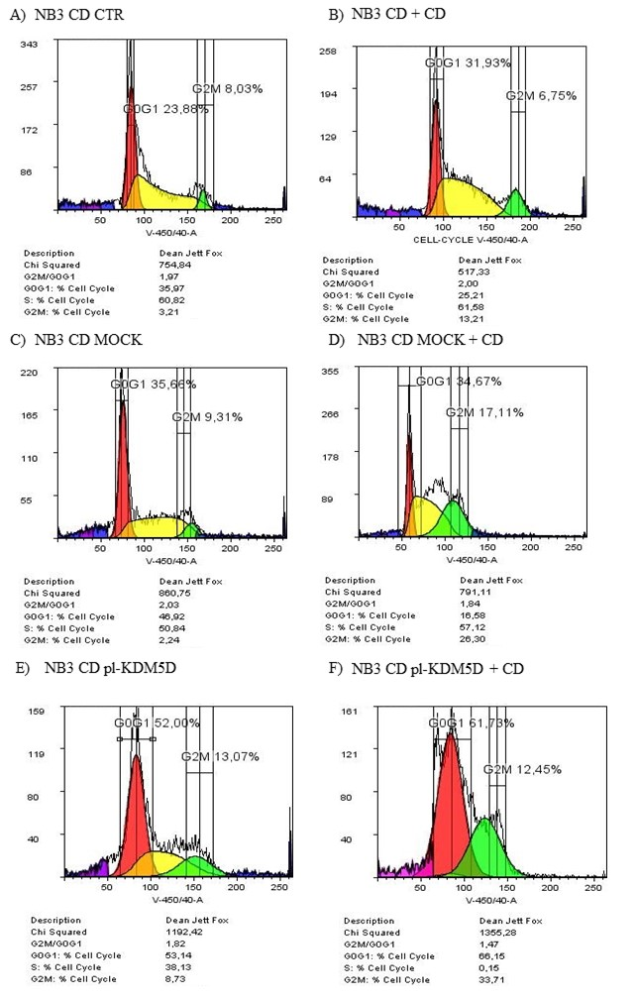 A) NB3 CD CTR
343
257
172
86
G2M 8,03%
G0G1 23,88%
50 100 150 200 250
V-450/40-A
Description Dean Jett Fox
Chi Squared 754,84
G2M/G0G1 1,97
G0G1: % Cell Cycle 35,97
S: % Cell Cycle 60,82
G2M: % Cell Cycle 3,21
B) NB3 CD + CD
258
194
129
64
G0G1 31,93%
G2M 6,75%
50 100 150 200 250
CELL-CYCLE V-450/40-A
Description Dean Jett Fox
Chi Squared 517,33
G2M/G0G1 2,00
G0G1: % Cell Cycle 25,21
S: % Cell Cycle 61,58
G2M: % Cell Cycle 13,21
C) NB3 CD MOCK
220
165
110
55
G0G1 35,66%
G2M 9,31%
50 100 150 200 250
V-450/40-A
Description Dean Jett Fox
Chi Squared 860,75
G2M/G0G1 2,03
G0G1: % Cell Cycle 46,92
S: % Cell Cycle 50,84
G2M: % Cell Cycle 2,24
D) NB3 CD MOCK + CD
355
266
178
89
G0G1 34,67%
G2M 17,11%
50 100 150 200 250
V-450/40-A
Description Dean Jett Fox
Chi Squared 791,11
G2M/G0G1 1,84
G0G1: % Cell Cycle 16,58
S: % Cell Cycle 57,12
G2M: % Cell Cycle 26,30
E) NB3 CD pl-KDM5D
159
119
80
40
G0G1 52,00%
G2M 13,07%
50 100 150 200 250
V-450/40-A
Description Dean Jett Fox
Chi Squared 1192,42
G2M/G0G1 1,82
G0G1: % Cell Cycle 53,14
S: % Cell Cycle 38,13
G2M: % Cell Cycle 8,73
F) NB3 CD pl-KDM5D + CD
161
121
80
40
G0G1 61,73%
G2M 12,45%
50 100 150 200 250
V-450/40-A
Description Dean Jett Fox
Chi Squared 1355,28
G2M/G0G1 1,47
G0G1: % Cell Cycle 66,15
S: % Cell Cycle 0,15
G2M: % Cell Cycle 33,71